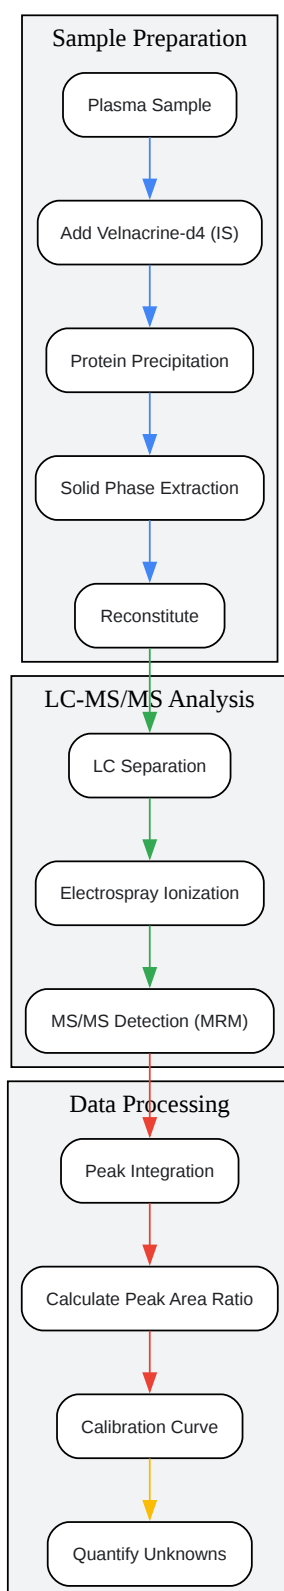 Sample Preparation
Plasma Sample
Add Velnacrine-d4 (IS)
Protein Precipitation
Solid Phase Extraction
Reconstitute
LC-MS/MS Analysis
LC Separation
Electrospray Ionization
MS/MS Detection (MRM)
Data Processing
Peak Integration
Calculate Peak Area Ratio
Calibration Curve
Quantify Unknowns